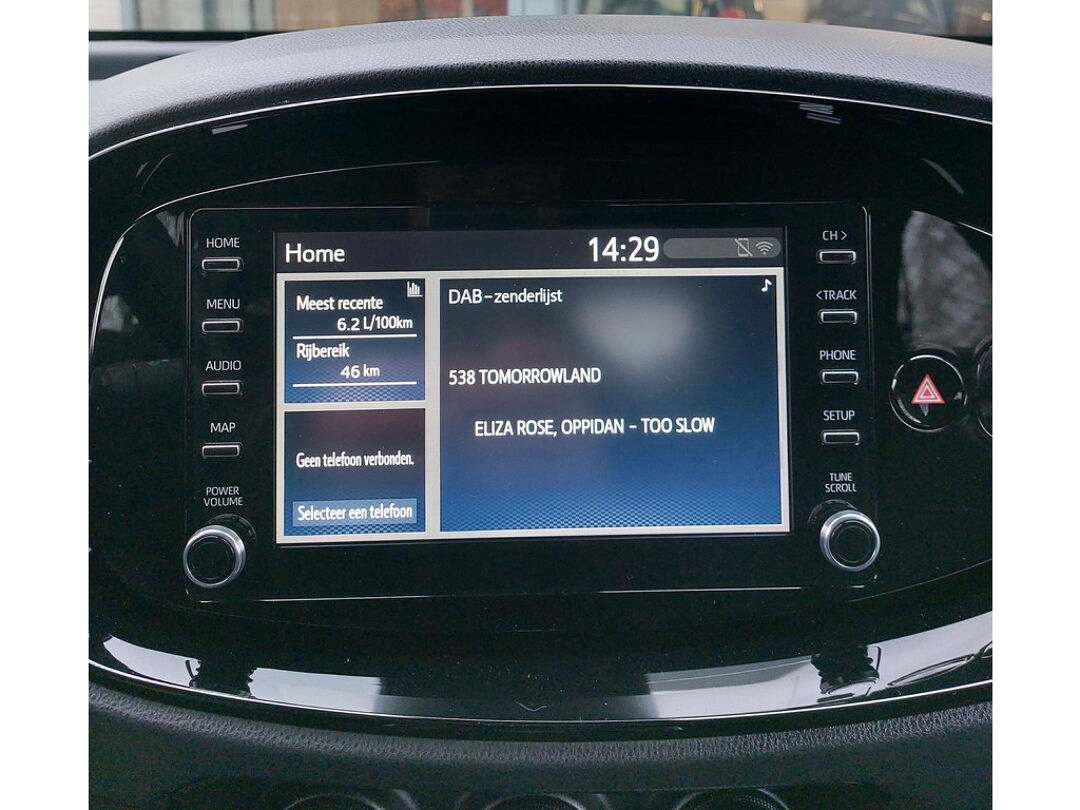 HOME
MENU
AUDIO
MAP
POWER
VOLUME
Home
14:29
Meest recente
6.2 L/100km
Rijbereik
46 km
Geen telefoon verbonden.
Selecteer een telefoon
DAB-zenderlijst
538 TOMORROWLAND
ELIZA ROSE, OPPIDAN - TOO SLOW
CH >
<TRACK
PHONE
SETUP
TUNE
SCROLL